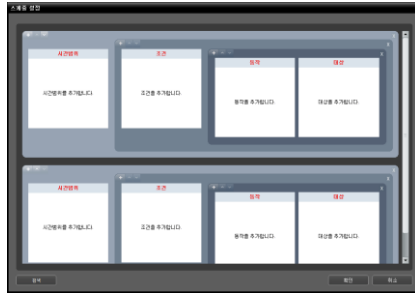 스케줄 설정
시간범위
조건
동작
대상
시간범위를 추가합니다.
조건을 추가합니다.
동작을 추가합니다.
대상을 추가합니다.
시간범위
조건
동작
대상
시간범위를 추가합니다.
조건을 추가합니다.
동작을 추가합니다.
대상을 추가합니다.
확인
취소